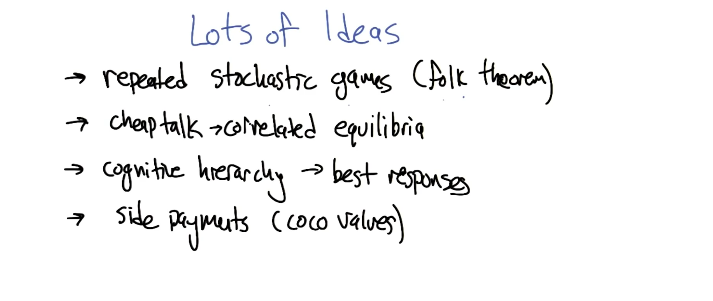 Lots of Ideas
→ repeated stochastic games (folk theorem)
→ cheap talk → correlated equilibria
→ cognitive hierarchy → best responses
→ side payments (coco values)